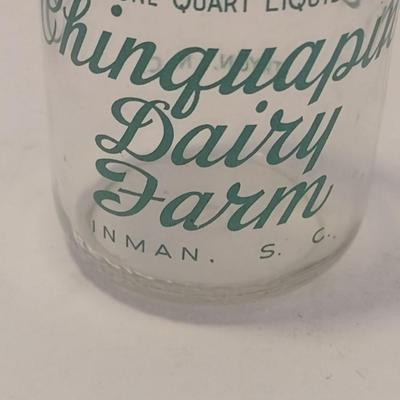 ONE QUART LIQUID
Chinquapin
Dairy
Farm
INMAN, S. C.